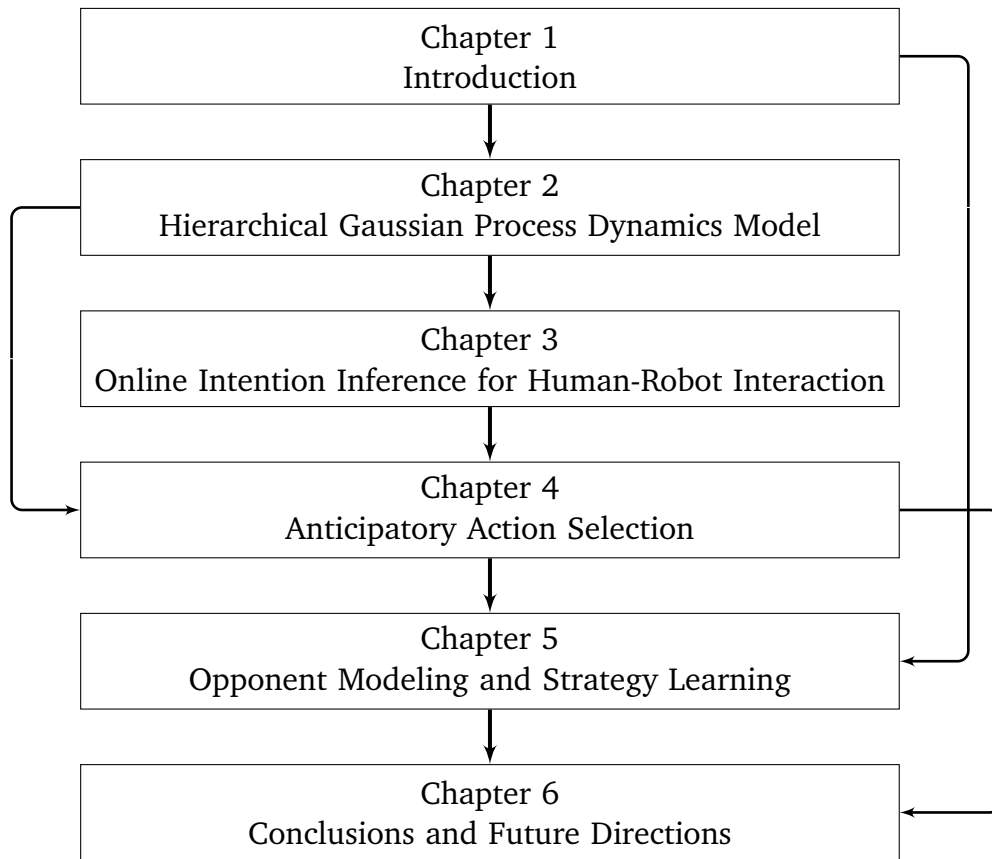 Chapter 1
Introduction
Chapter 2
Hierarchical Gaussian Process Dynamics Model
Chapter 3
Online Intention Inference for Human-Robot Interaction
Chapter 4
Anticipatory Action Selection
Chapter 5
Opponent Modeling and Strategy Learning
Chapter 6
Conclusions and Future Directions